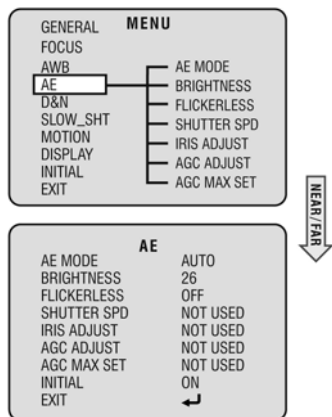 MENU
GENERAL
FOCUS
AWB
AE
D&N
SLOW_SHT
MOTION
DISPLAY
INITIAL
EXIT
AE MODE
BRIGHTNESS
FLICKERLESS
SHUTTER SPD
IRIS ADJUST
AGC ADJUST
AGC MAX SET
NEAR/FAR
AE
AE MODE AUTO
BRIGHTNESS 26
FLICKERLESS OFF
SHUTTER SPD NOT USED
IRIS ADJUST NOT USED
AGC ADJUST NOT USED
AGC MAX SET NOT USED
INITIAL ON
EXIT ↵